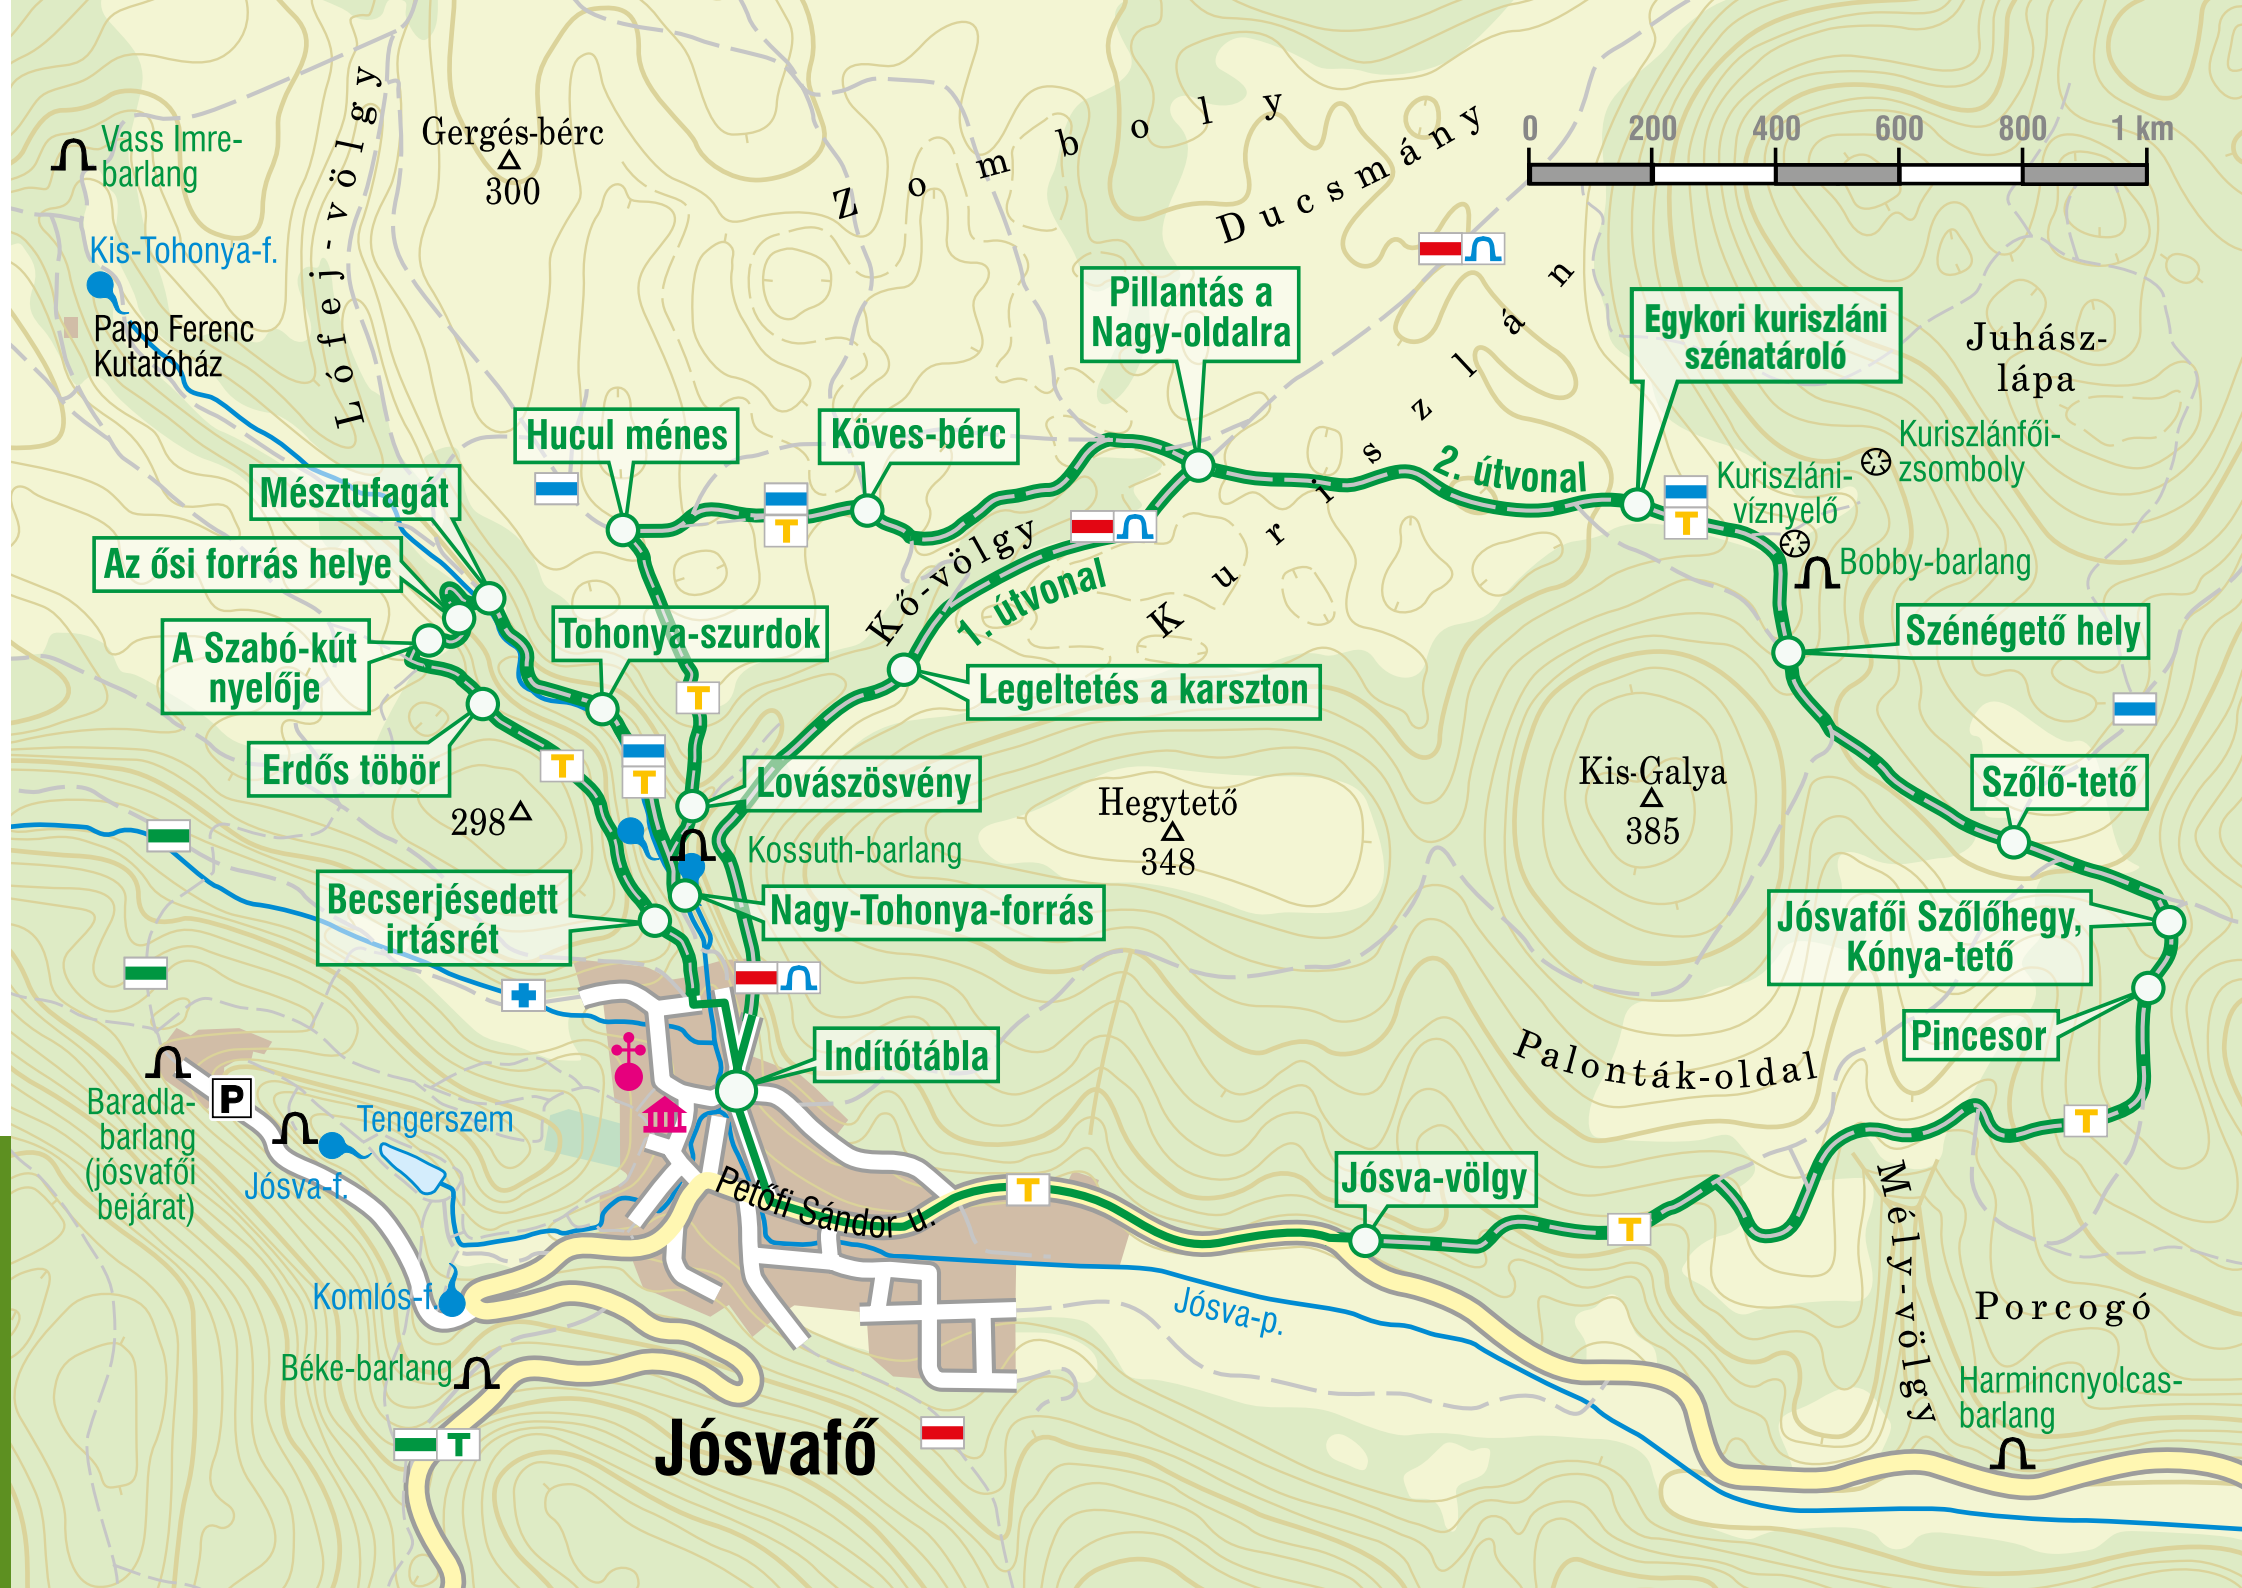 Vass Imre-
barlang
Lófej-völgy
Gergés-bérc
300
Zomboly
Ducsmány
0 200 400 600 800 1 km
Kis-Tohonya-f.
Papp Ferenc
Kutatóház
Pillantás a
Nagy-oldalra
Egykori kuriszláni
szénatároló
Juhász-
lápa
Hucul ménes
Köves-bérc
Kuriszlán
2. útvonal
Kuriszlánfői-
zsomboly
Kuriszláni-
víznyelő
Mésztufagát
T
T
Az ősi forrás helye
Kő-völgy
1. útvonal
Bobby-barlang
A Szabó-kút
nyelője
Tohonya-szurdok
Szénégető hely
Legeltetés a karszton
T
Erdős töbör
T
T
Lovászösvény
Hegytető
348
Kis-Galya
385
Szőlő-tető
298
Kossuth-barlang
Becserjésedett
irtásrét
Nagy-Tohonya-forrás
Jósvafői Szőlőhegy,
Kónya-tető
Pincesor
Indítótábla
Palonták-oldal
Baradla-
barlang
(jósvafői
bejárat)
P
Tengerszem
Jósva-f.
T
Petőfi Sándor u.
T
Jósva-völgy
T
Mély-völgy
Komlós-f.
Jósva-p.
Porcogó
Béke-barlang
Harmincnyolcas-
barlang
T
Jósvafő